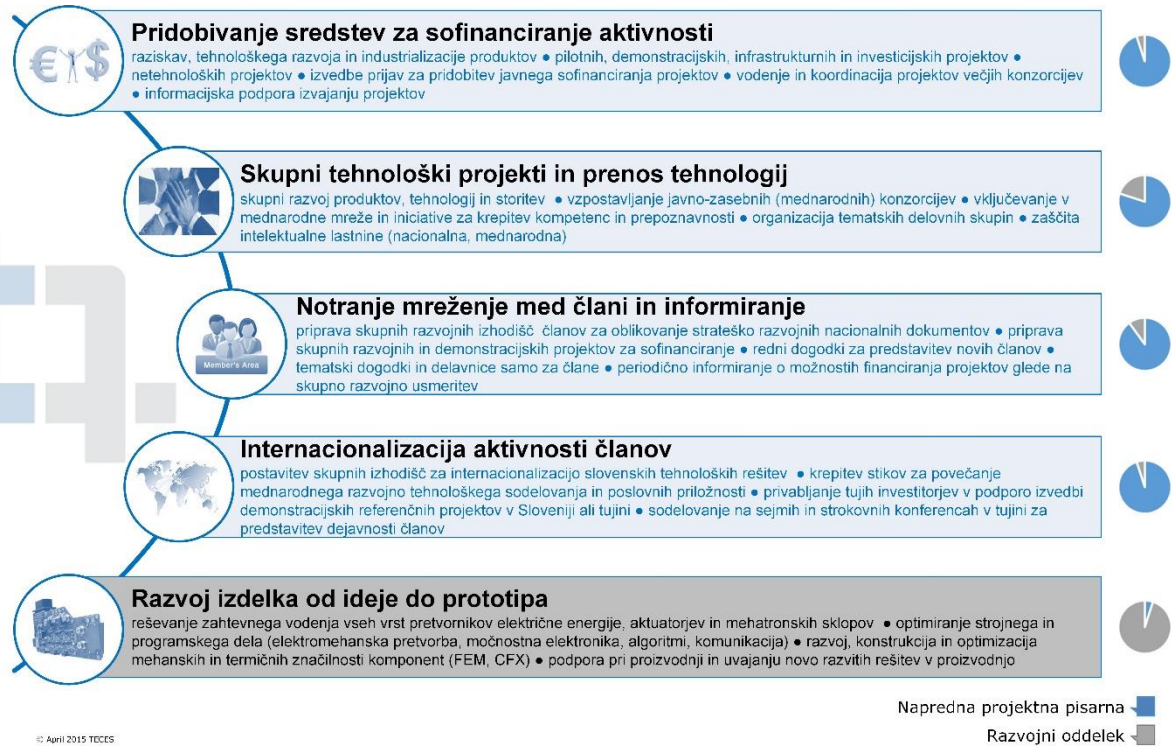 Pridobivanje sredstev za sofinanciranje aktivnosti
raziskav, tehnološkega razvoja in industrializacije produktov ● pilotnih, demonstracijskih, infrastrukturnih in investicijskih projektov ●
netehnoloških projektov ● izvedbe prijav za pridobitev javnega sofinanciranja projektov ● vodenje in koordinacija projektov večjih konzorcijev
● informacijska podpora izvajanju projektov
Skupni tehnološki projekti in prenos tehnologij
skupni razvoj produktov, tehnologij in storitev ● vzpostavljanje javno-zasebnih (mednarodnih) konzorcijev ● vključevanje v
mednarodne mreže in iniciative za krepitev kompetenc in prepoznavnosti ● organizacija tematskih delovnih skupin ● zaščita
intelektualne lastnine (nacionalna, mednarodna)
Notranje mreženje med člani in informiranje
priprava skupnih razvojnih izhodišč članov za oblikovanje strateško razvojnih nacionalnih dokumentov ● priprava
skupnih razvojnih in demonstracijskih projektov za sofinanciranje ● redni dogodki za predstavitev novih članov ●
tematski dogodki in delavnice samo za člane ● periodično informiranje o možnostih financiranja projektov glede na
skupno razvojno usmeritev
Member's Area
Internacionalizacija aktivnosti članov
postavitev skupnih izhodišč za internacionalizacijo slovenskih tehnoloških rešitev ● krepitev stikov za povečanje
mednarodnega razvojno tehnološkega sodelovanja in poslovnih priložnosti ● privabljanje tujih investitorjev v podporo izvedbi
demonstracijskih referenčnih projektov v Sloveniji ali tujini ● sodelovanje na sejmih in strokovnih konferencah v tujini za
predstavitev dejavnosti članov
Razvoj izdelka od ideje do prototipa
reševanje zahtevnega vodenja vseh vrst pretvornikov električne energije, aktuatorjev in mehatronskih sklopov ● optimiranje strojnega in
programskega dela (elektromehanska pretvorba, močnostna elektronika, algoritmi, komunikacija) ● razvoj, konstrukcija in optimizacija
mehanskih in termičnih značilnosti komponent (FEM, CFX) ● podpora pri proizvodnji in uvajanju novo razvitih rešitev v proizvodnjo
Napredna projektna pisarna
Razvojni oddelek
© April 2015 TECES